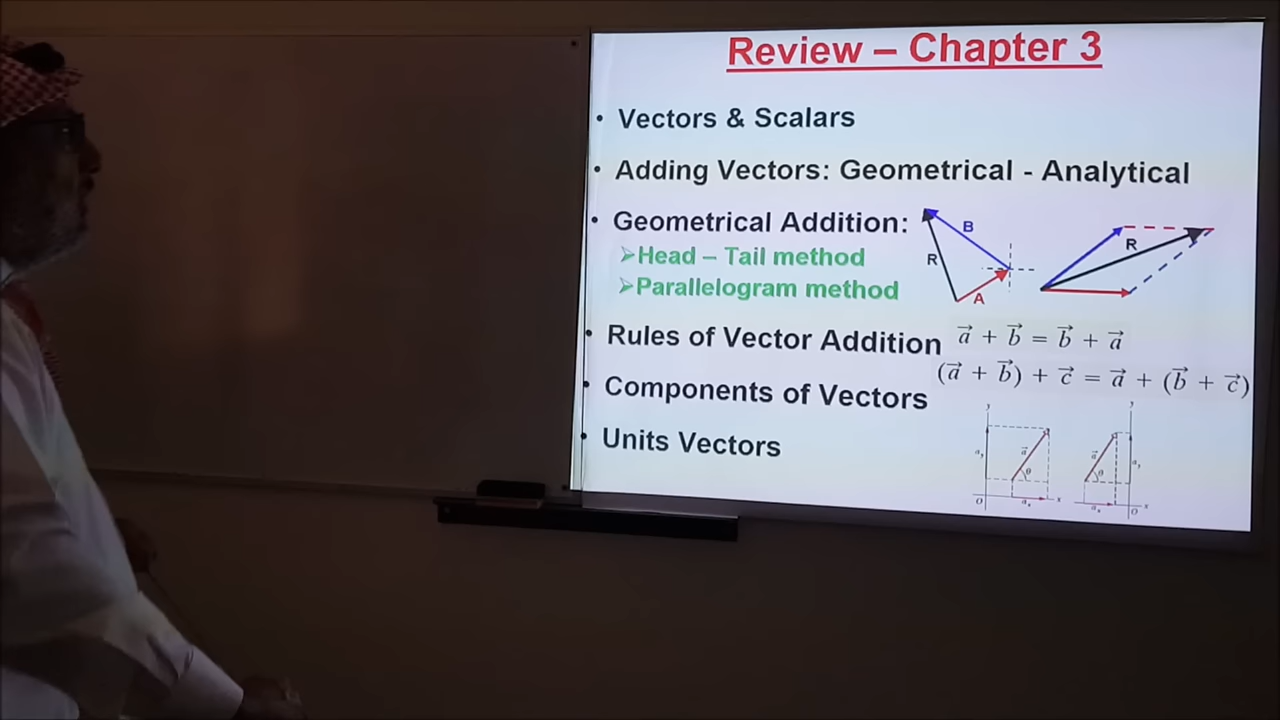 Review – Chapter 3
• Vectors & Scalars
• Adding Vectors: Geometrical - Analytical
• Geometrical Addition:
➢Head – Tail method
➢Parallelogram method
B
R
A
R
• Rules of Vector Addition
a⃗ + b⃗ = b⃗ + a⃗
(a⃗ + b⃗) + c⃗ = a⃗ + (b⃗ + c⃗)
• Components of Vectors
• Units Vectors
y
a⃗
θ
O
x
y
a⃗
θ
O
x